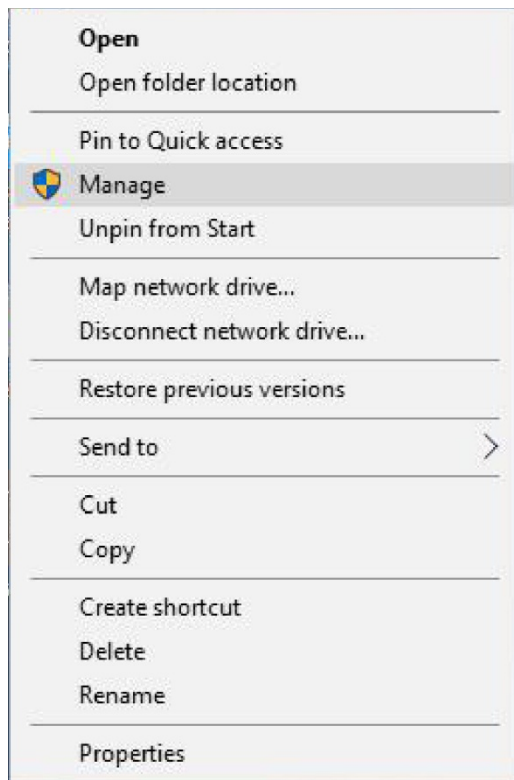 Open
Open folder location
Pin to Quick access
Manage
Unpin from Start
Map network drive...
Disconnect network drive...
Restore previous versions
Send to
Cut
Copy
Create shortcut
Delete
Rename
Properties